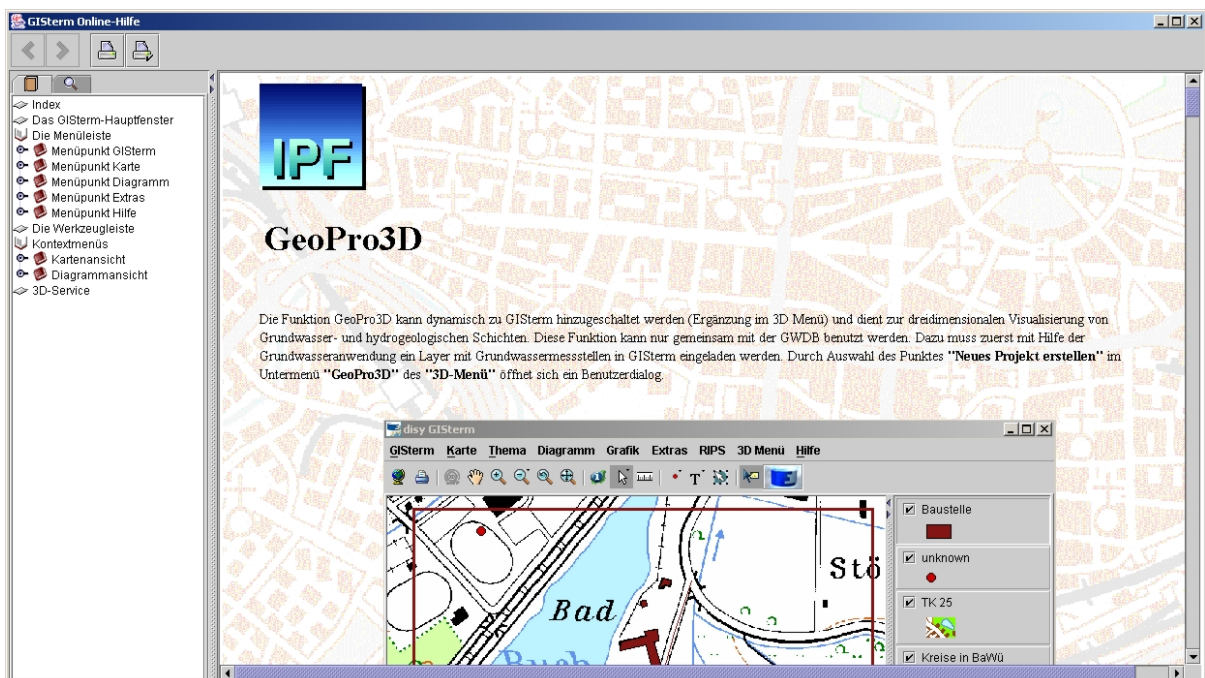 GISterm Online-Hilfe
Index
Das GISterm-Hauptfenster
Die Menüleiste
Menüpunkt GISterm
Menüpunkt Karte
Menüpunkt Diagramm
Menüpunkt Extras
Menüpunkt Hilfe
Die Werkzeugleiste
Kontextmenüs
Kartenansicht
Diagrammansicht
3D-Service
IPF
GeoPro3D
Die Funktion GeoPro3D kann dynamisch zu GISterm hinzugeschaltet werden (Ergänzung im 3D Menü) und dient zur dreidimensionalen Visualisierung von
Grundwasser- und hydrogeologischen Schichten. Diese Funktion kann nur gemeinsam mit der GWDB benutzt werden. Dazu muss zuerst mit Hilfe der
Grundwasseranwendung ein Layer mit Grundwassermessstellen in GISterm eingeladen werden. Durch Auswahl des Punktes "Neues Projekt erstellen" im
Untermenü "GeoPro3D" des "3D-Menü" öffnet sich ein Benutzerdialog.
disy GISterm
GISterm Karte Thema Diagramm Grafik Extras RIPS 3D Menü Hilfe
T
Baustelle
unknown
Stö
TK 25
Bad
Kreise in BaWü